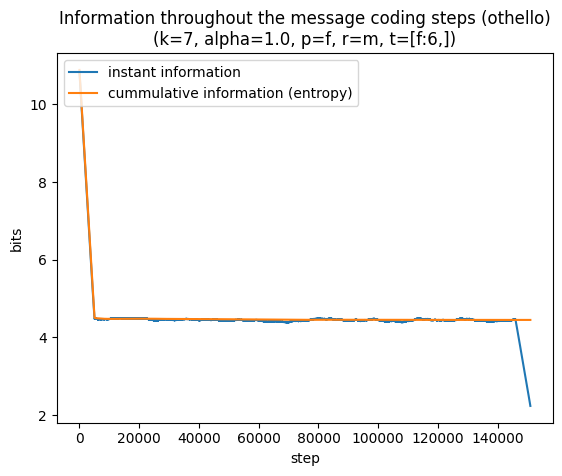 Information throughout the message coding steps (othello)
(k=7, alpha=1.0, p=f, r=m, t=[f:6,])
instant information
cummulative information (entropy)
10
8
6
4
2
bits
0 20000 40000 60000 80000 100000 120000 140000
step